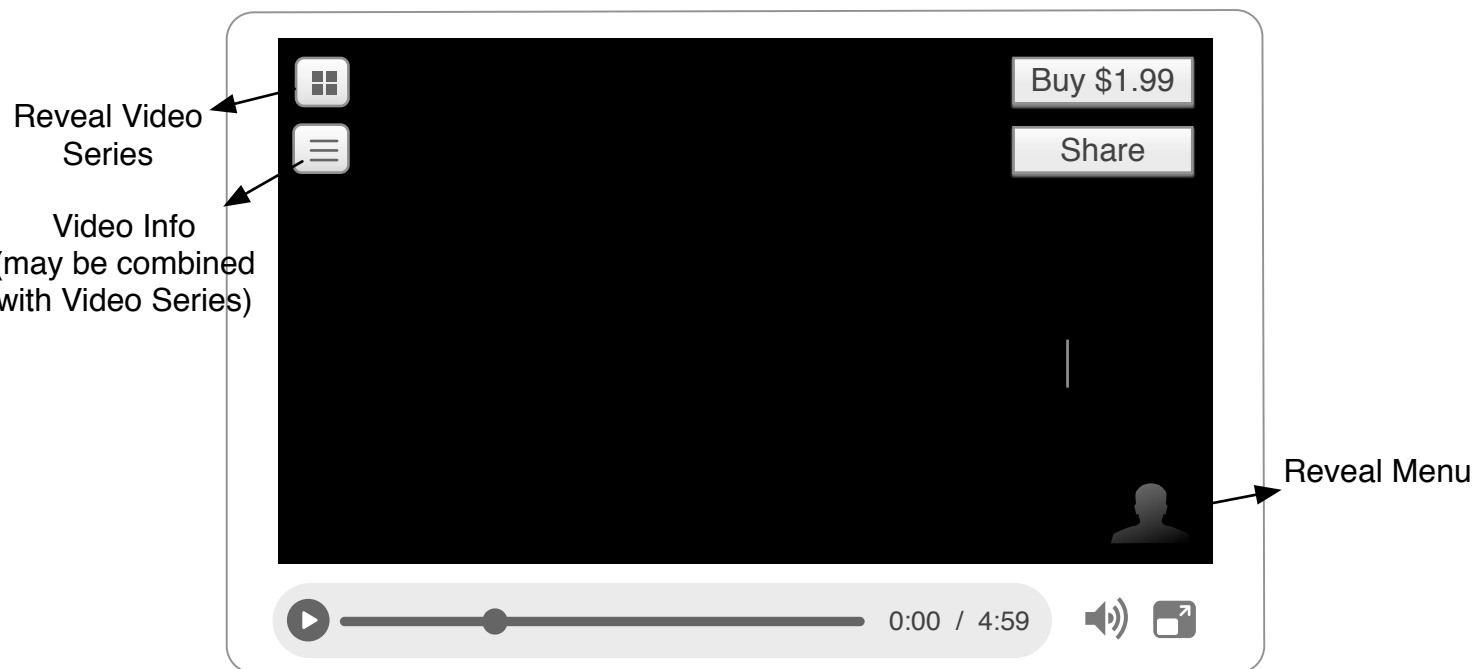 Buy $1.99
Reveal Video
Series
Share
Video Info
(may be combined
with Video Series)
Reveal Menu
0:00 / 4:59